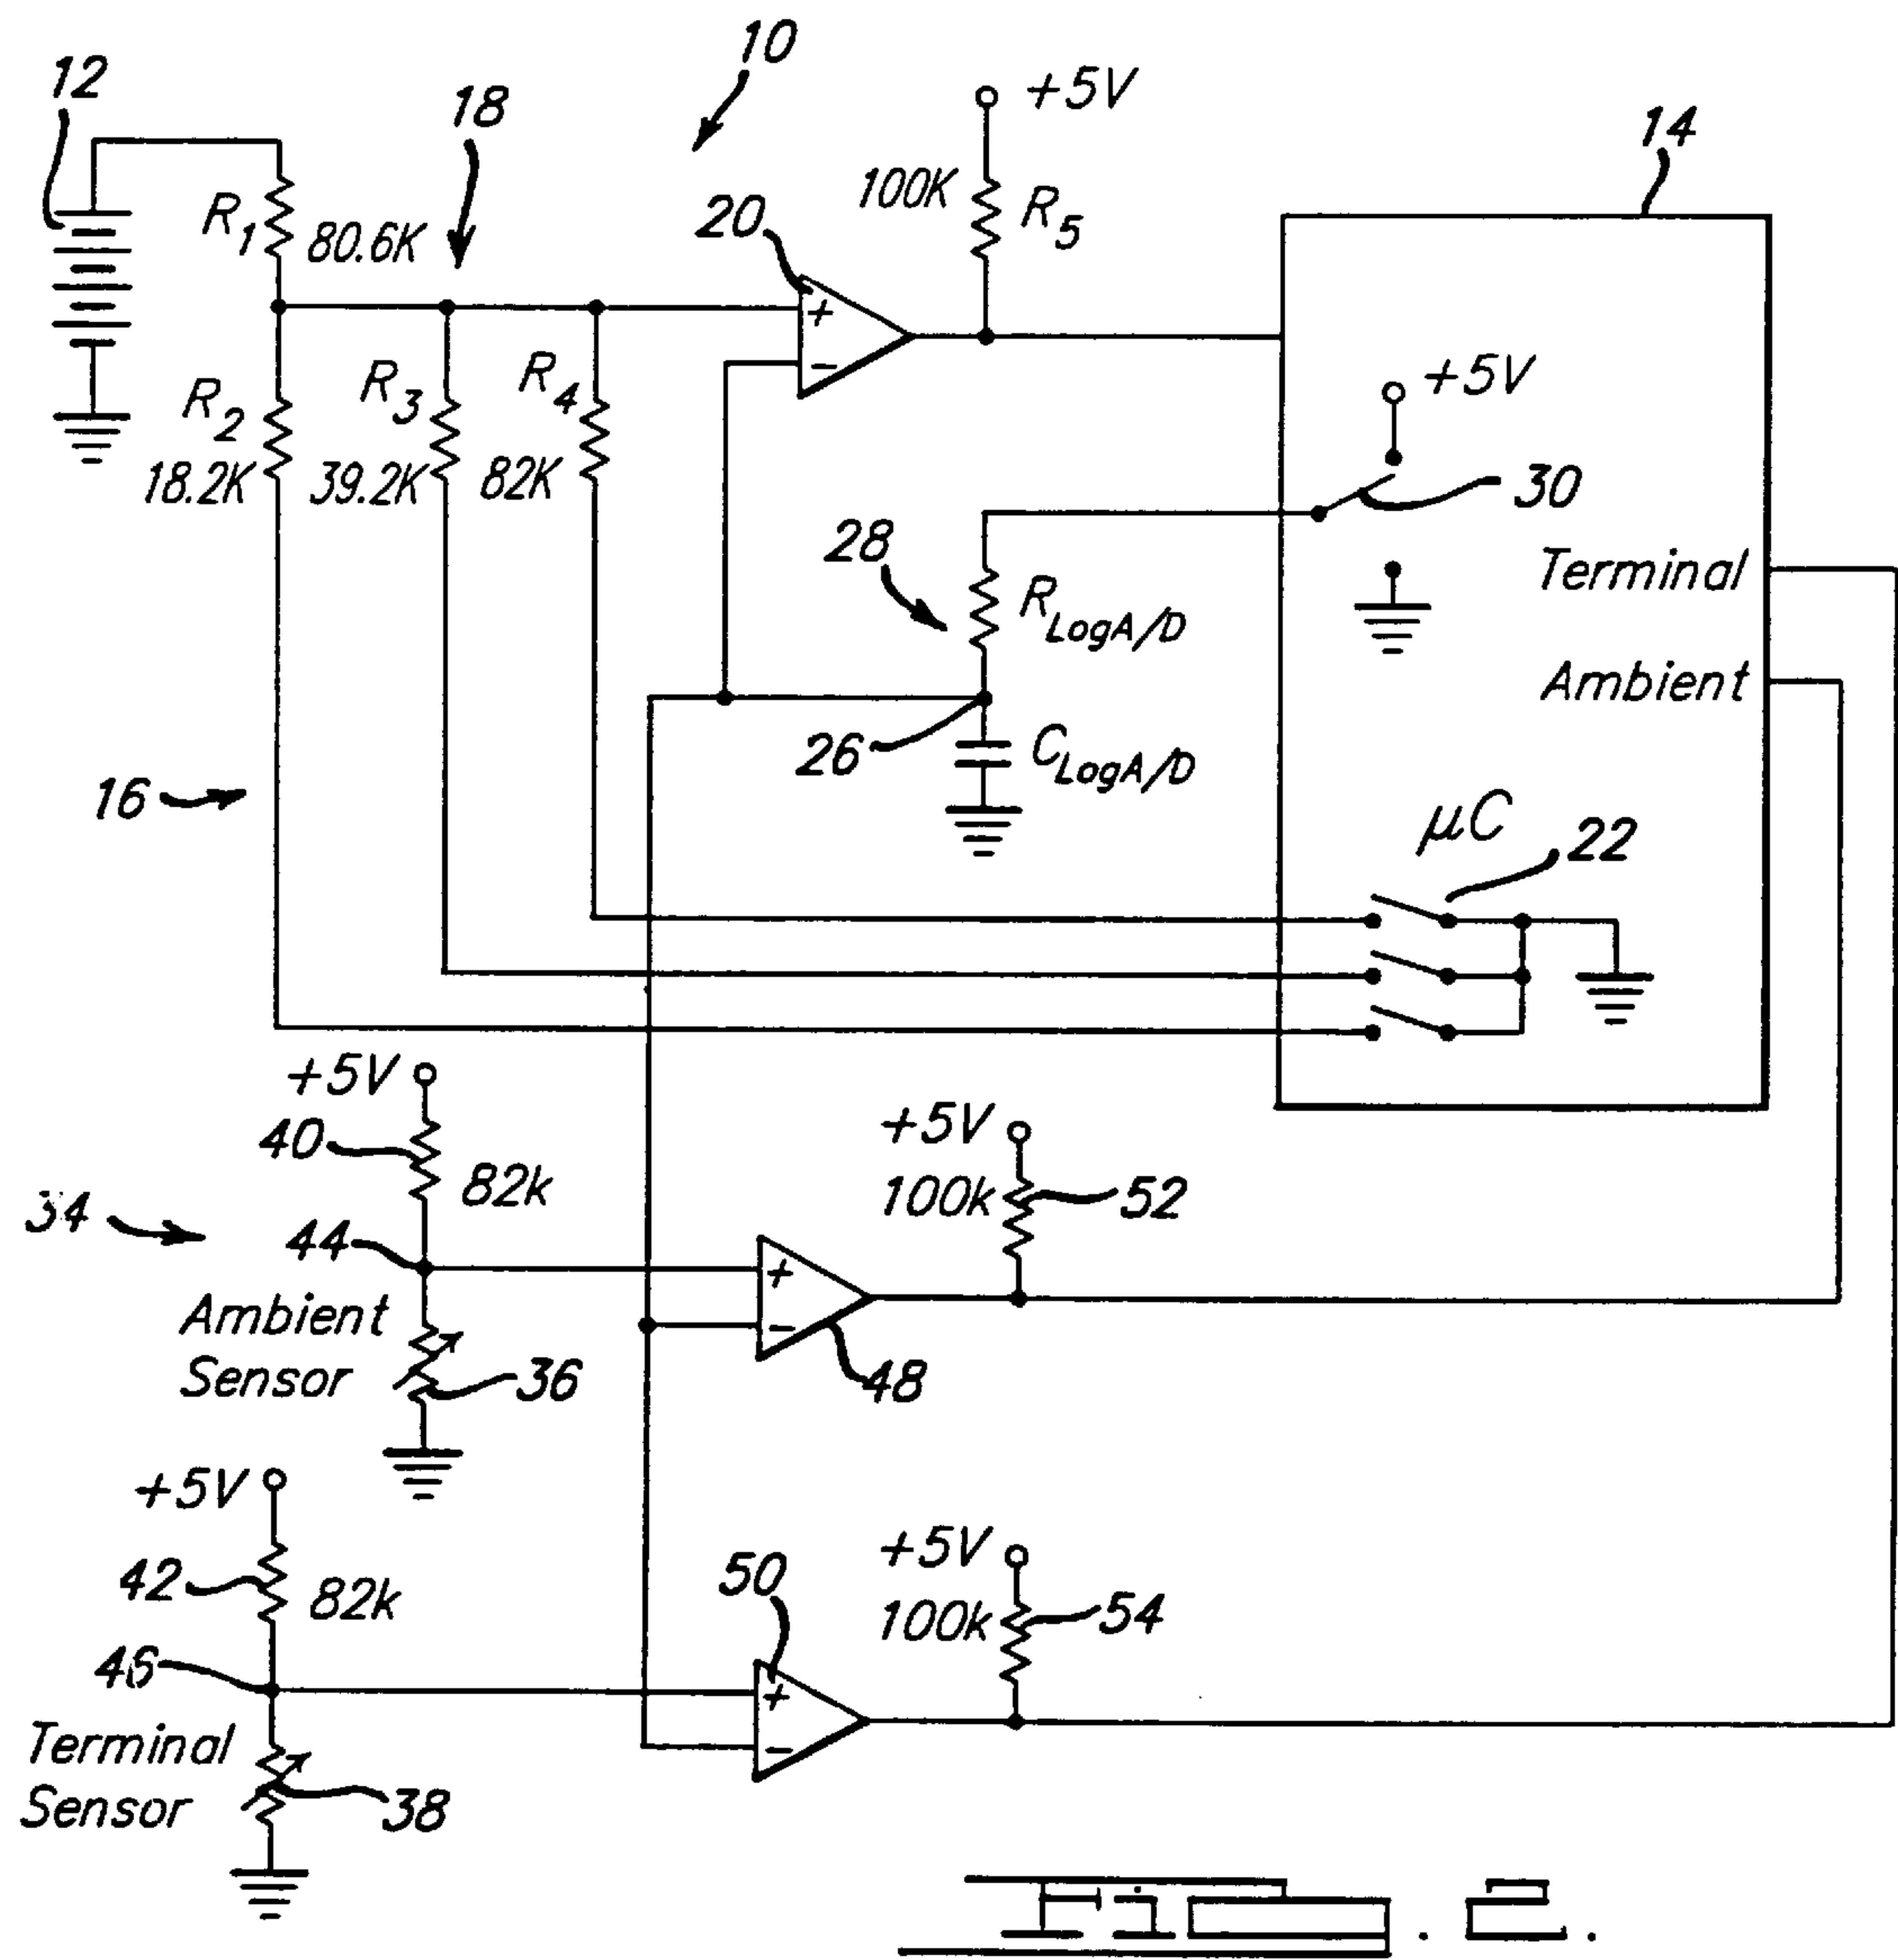 10
12
18
+5V
14
R1
80.6K
20
100K
R5
+
−
+5V
R2
18.2K
R3
39.2K
R4
82K
30
28
RLogA/D
Terminal
Ambient
26
CLogA/D
16
µC
22
+5V
40
82k
+5V
100k
52
34
44
+
−
Ambient
Sensor
36
48
+5V
42
82k
50
+5V
100k
54
46
+
−
Terminal
Sensor
38
Fig. 2.